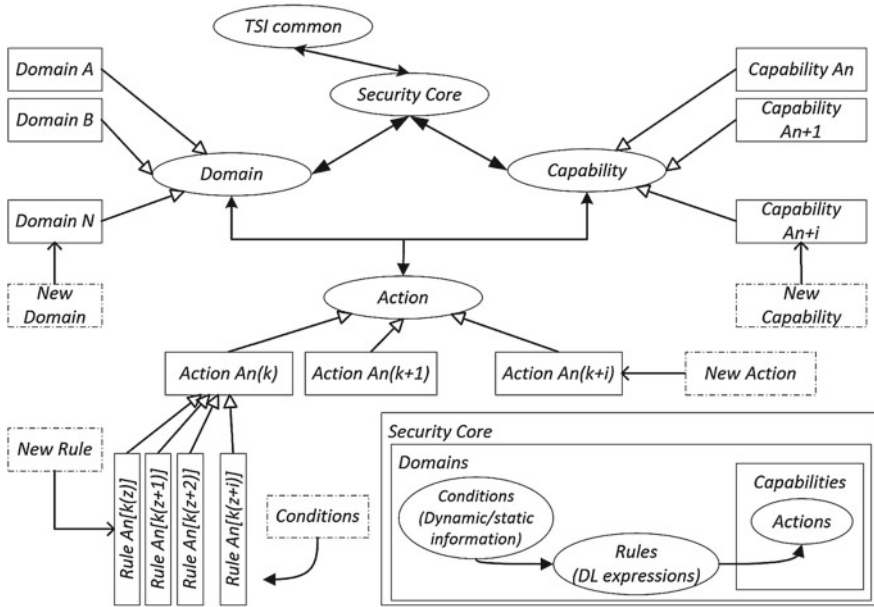 TSI common
Security Core
Domain A
Domain B
Domain N
New
Domain
Domain
Capability
Capability An
Capability
An+1
Capability
An+i
New
Capability
Action
Action An(k)
Action An(k+1)
Action An(k+i)
New Action
New Rule
Rule An[k(z)]
Rule An[k(z+1)]
Rule An[k(z+2)]
Rule An[k(z+i)]
Conditions
Security Core
Domains
Conditions
(Dynamic/static
information)
Rules
(DL expressions)
Capabilities
Actions